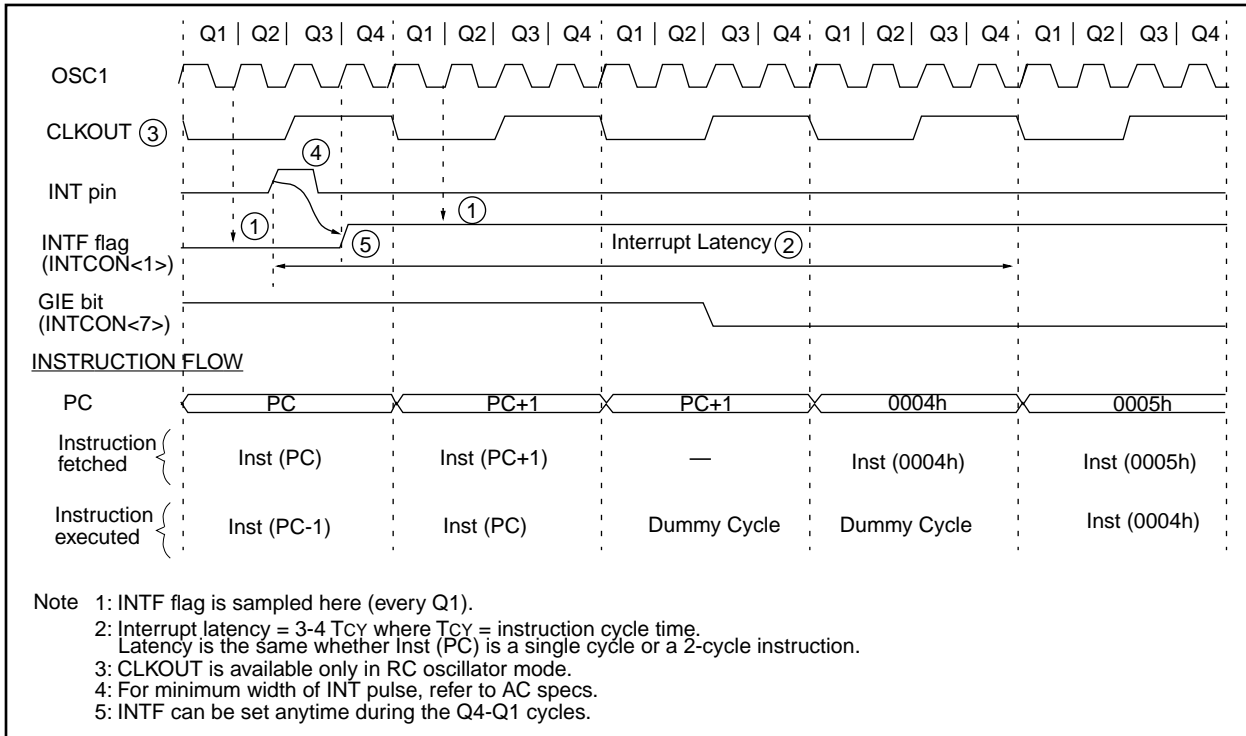 Q1 | Q2 | Q3 | Q4 Q1 | Q2 | Q3 | Q4 Q1 | Q2 | Q3 | Q4 Q1 | Q2 | Q3 | Q4 Q1 | Q2 | Q3 | Q4
OSC1
CLKOUT 3
4
INT pin
1 1
INTF flag
(INTCON<1>)
5
Interrupt Latency 2
GIE bit
(INTCON<7>)
INSTRUCTION FLOW
PC PC PC+1 PC+1 0004h 0005h
Instruction
fetched
Inst (PC) Inst (PC+1) — Inst (0004h) Inst (0005h)
Instruction
executed
Inst (PC-1) Inst (PC) Dummy Cycle Dummy Cycle Inst (0004h)
Note 1: INTF flag is sampled here (every Q1).
2: Interrupt latency = 3-4 TCY where TCY = instruction cycle time.
Latency is the same whether Inst (PC) is a single cycle or a 2-cycle instruction.
3: CLKOUT is available only in RC oscillator mode.
4: For minimum width of INT pulse, refer to AC specs.
5: INTF can be set anytime during the Q4-Q1 cycles.